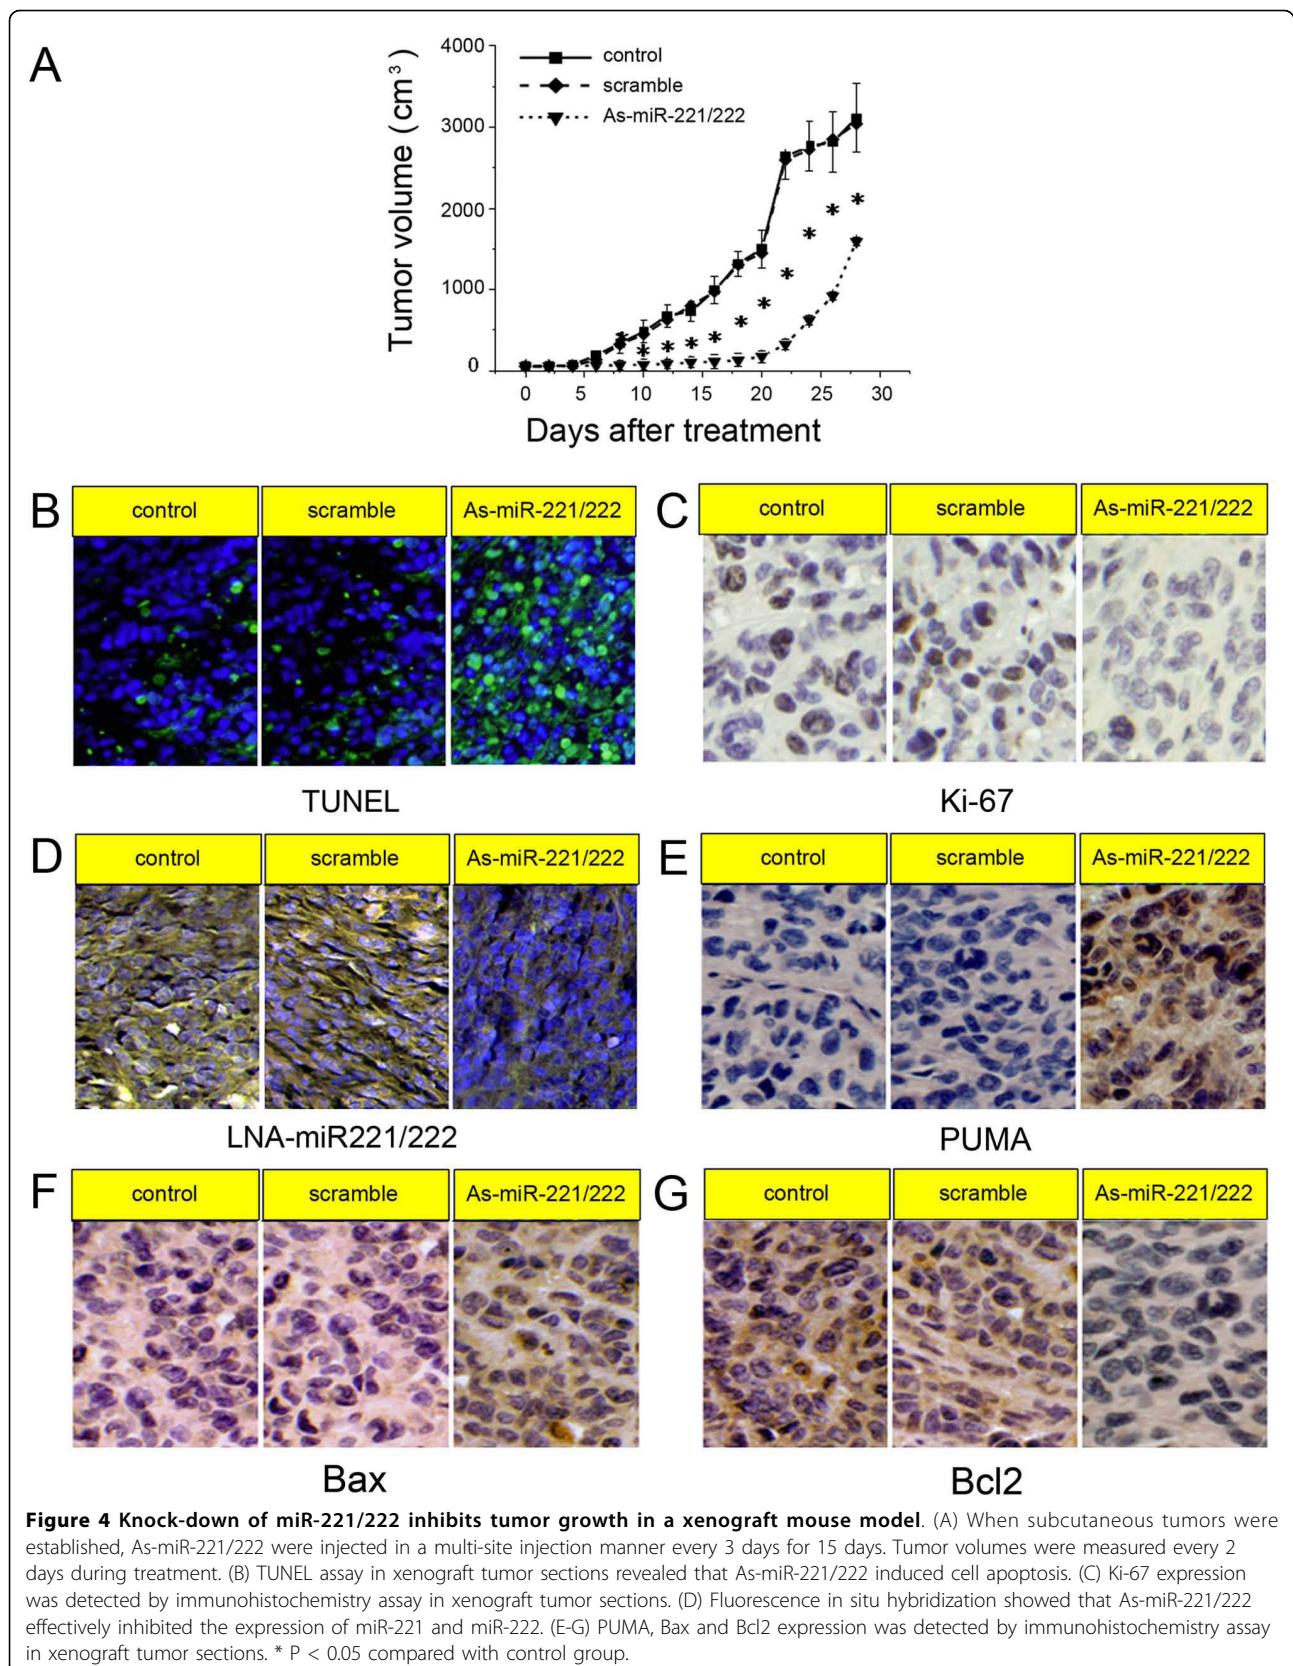 A
4000
3000
2000
1000
0
Tumor volume (cm³)
control
scramble
As-miR-221/222
*
*
*
*
*
*
*
*
*
*
*
0
5
10
15
20
25
30
Days after treatment
B
control
scramble
As-miR-221/222
TUNEL
C
control
scramble
As-miR-221/222
Ki-67
D
control
scramble
As-miR-221/222
LNA-miR221/222
E
control
scramble
As-miR-221/222
PUMA
F
control
scramble
As-miR-221/222
Bax
G
control
scramble
As-miR-221/222
Bcl2
Figure 4 Knock-down of miR-221/222 inhibits tumor growth in a xenograft mouse model. (A) When subcutaneous tumors were
established, As-miR-221/222 were injected in a multi-site injection manner every 3 days for 15 days. Tumor volumes were measured every 2
days during treatment. (B) TUNEL assay in xenograft tumor sections revealed that As-miR-221/222 induced cell apoptosis. (C) Ki-67 expression
was detected by immunohistochemistry assay in xenograft tumor sections. (D) Fluorescence in situ hybridization showed that As-miR-221/222
effectively inhibited the expression of miR-221 and miR-222. (E-G) PUMA, Bax and Bcl2 expression was detected by immunohistochemistry assay
in xenograft tumor sections. * P < 0.05 compared with control group.